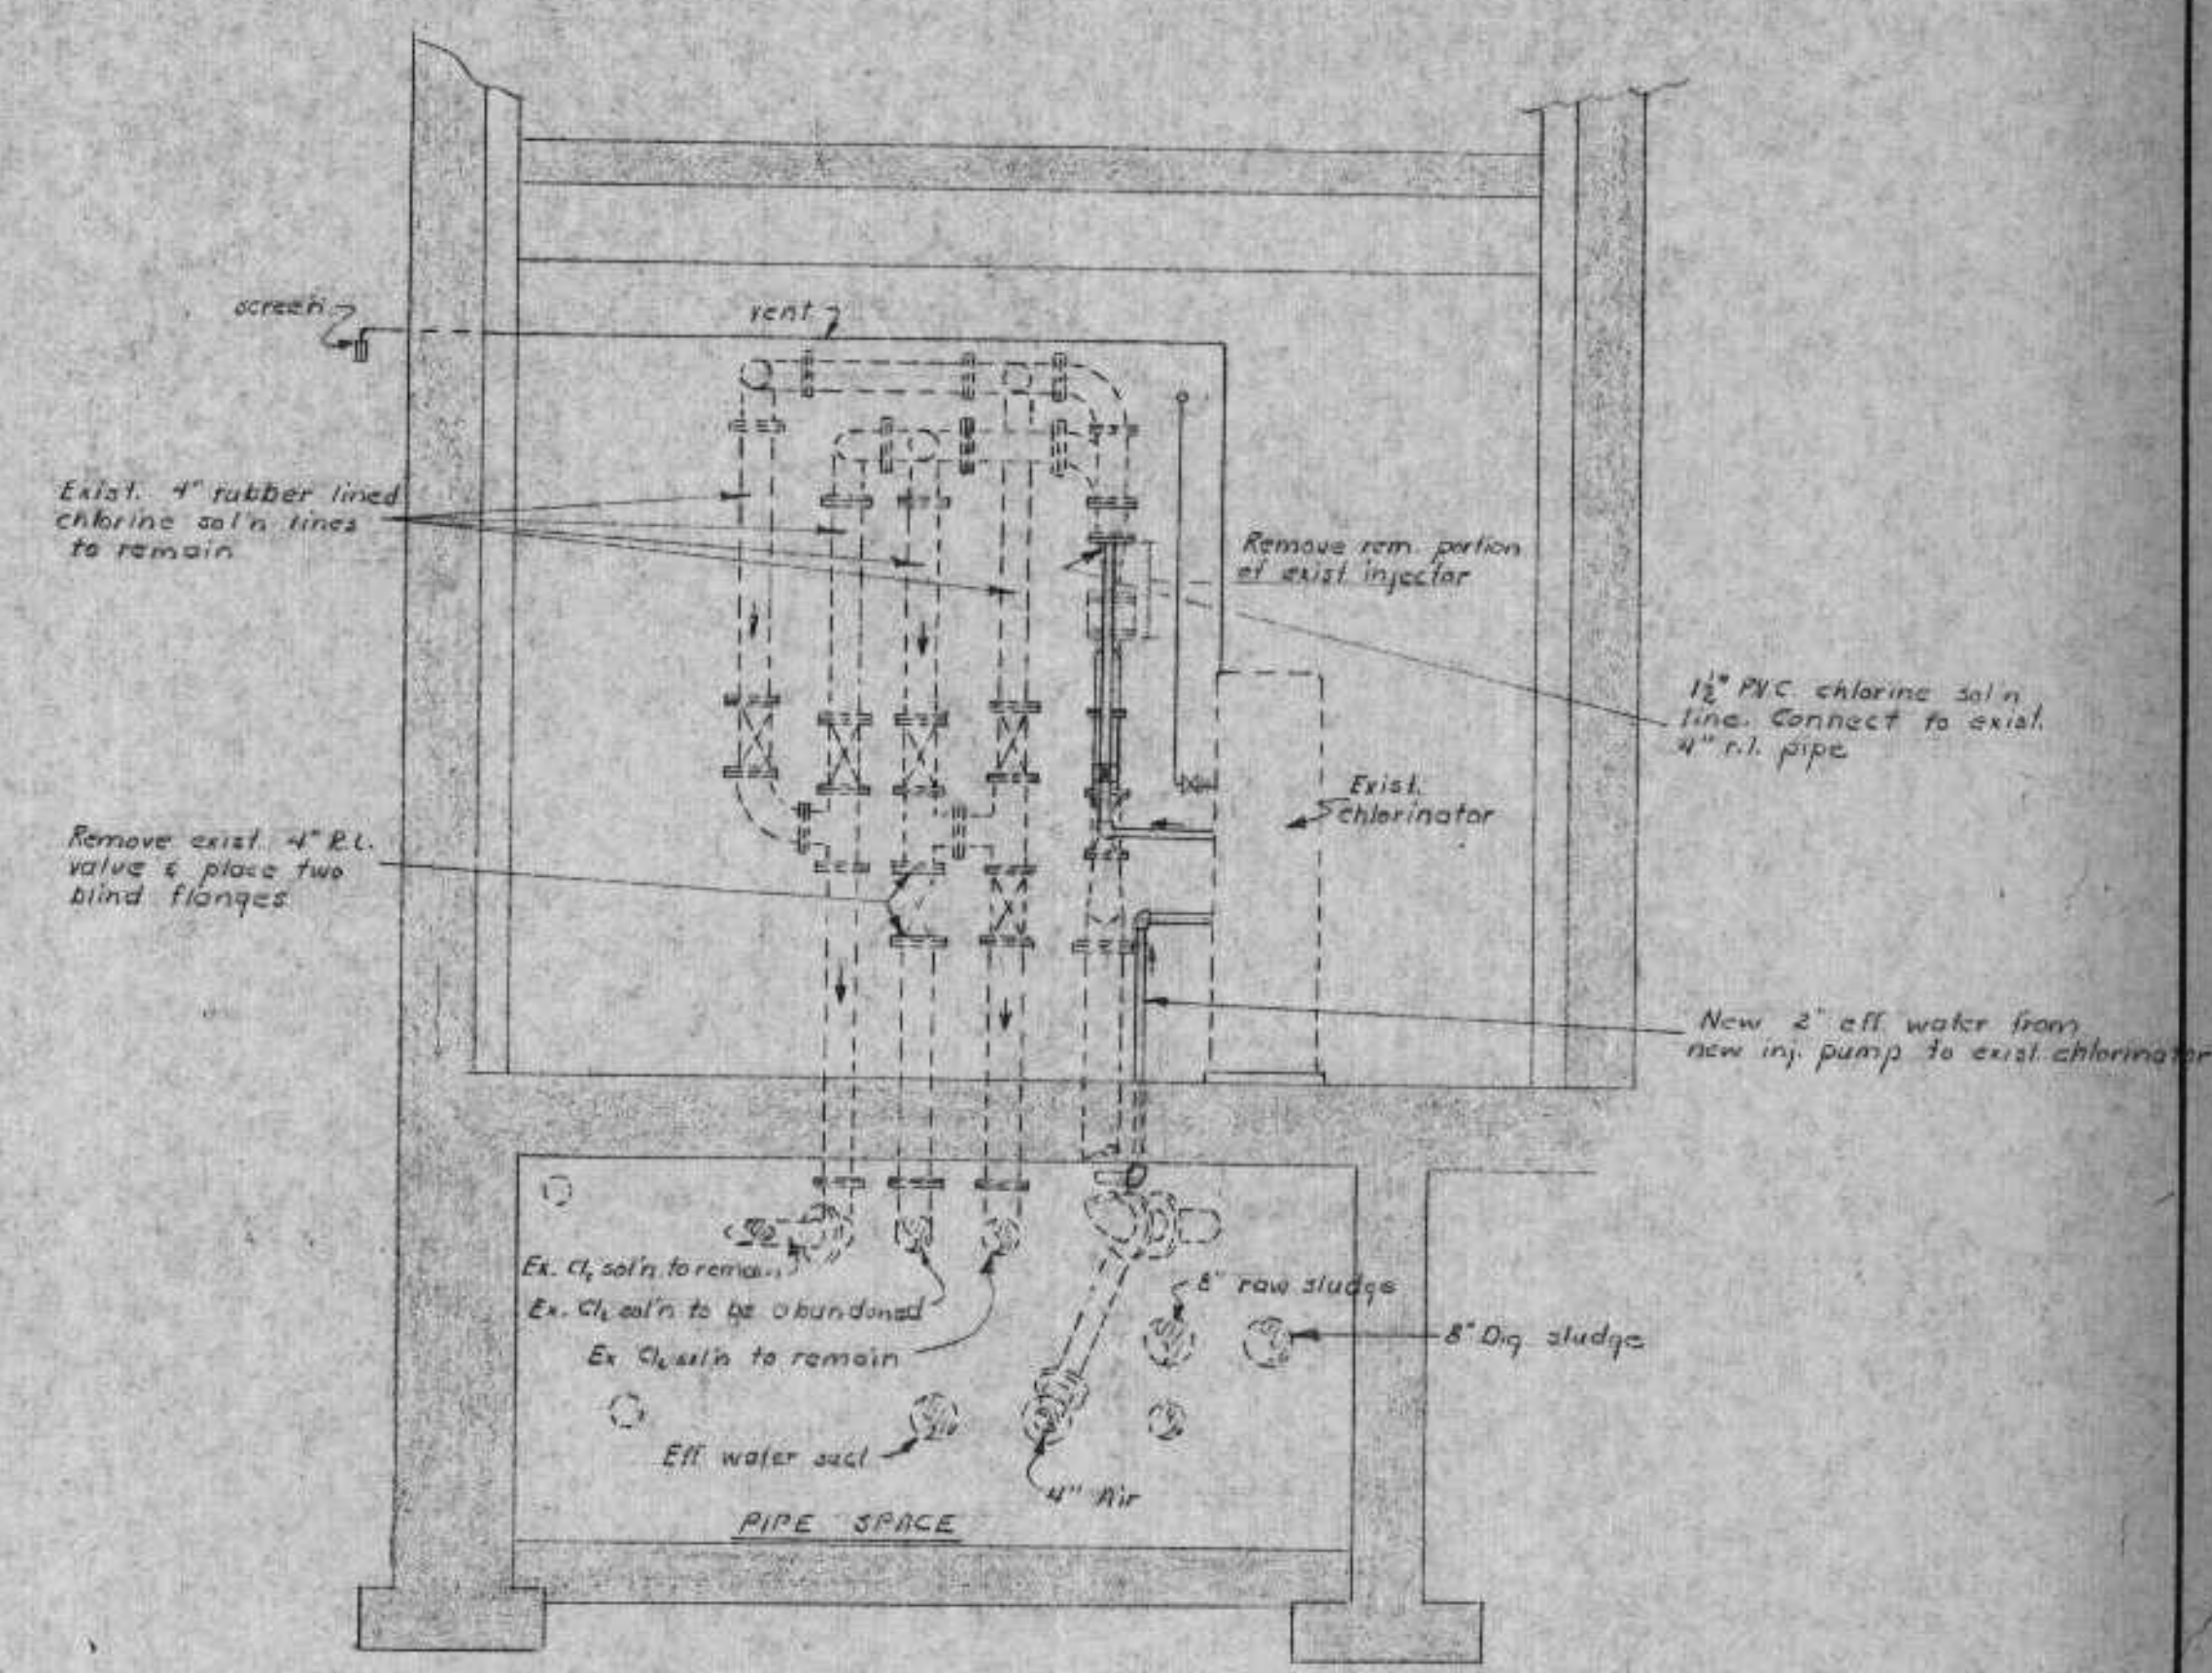 screen
vent
Exist. 4" rubber lined
chlorine sol'n lines
to remain
Remove rem. portion
of exist. injector
1½" PVC. chlorine sol'n
line. Connect to exist.
4" r.l. pipe
Exist.
chlorinator
Remove exist. 4" R.L.
valve & place two
blind flanges
New 2" eff. water from
new inj. pump to exist. chlorinator
Ex. Cl₂ sol'n to remain
Ex. Cl₂ sol'n to be abandoned
Ex Cl₂ sol'n to remain
8" raw sludge
8" Dig. sludge
Eff. water suct.
4" Air
PIPE SPACE